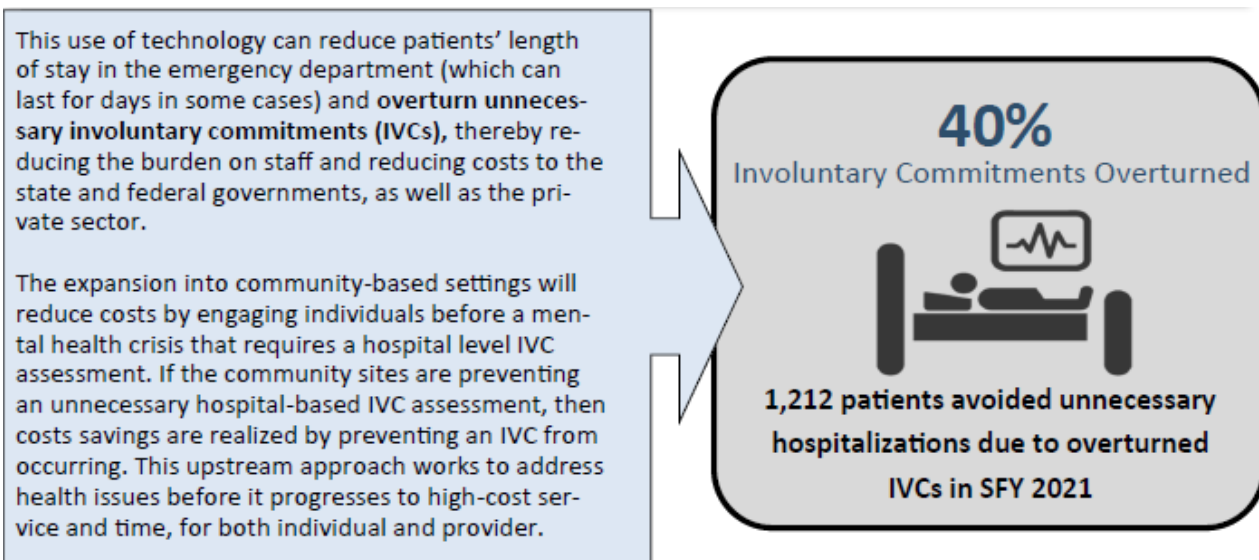 This use of technology can reduce patients’ length
of stay in the emergency department (which can
last for days in some cases) and overturn unneces-
sary involuntary commitments (IVCs), thereby re-
ducing the burden on staff and reducing costs to the
state and federal governments, as well as the pri-
vate sector.
The expansion into community-based settings will
reduce costs by engaging individuals before a men-
tal health crisis that requires a hospital level IVC
assessment. If the community sites are preventing
an unnecessary hospital-based IVC assessment, then
costs savings are realized by preventing an IVC from
occurring. This upstream approach works to address
health issues before it progresses to high-cost ser-
vice and time, for both individual and provider.
40%
Involuntary Commitments Overturned
1,212 patients avoided unnecessary
hospitalizations due to overturned
IVCs in SFY 2021